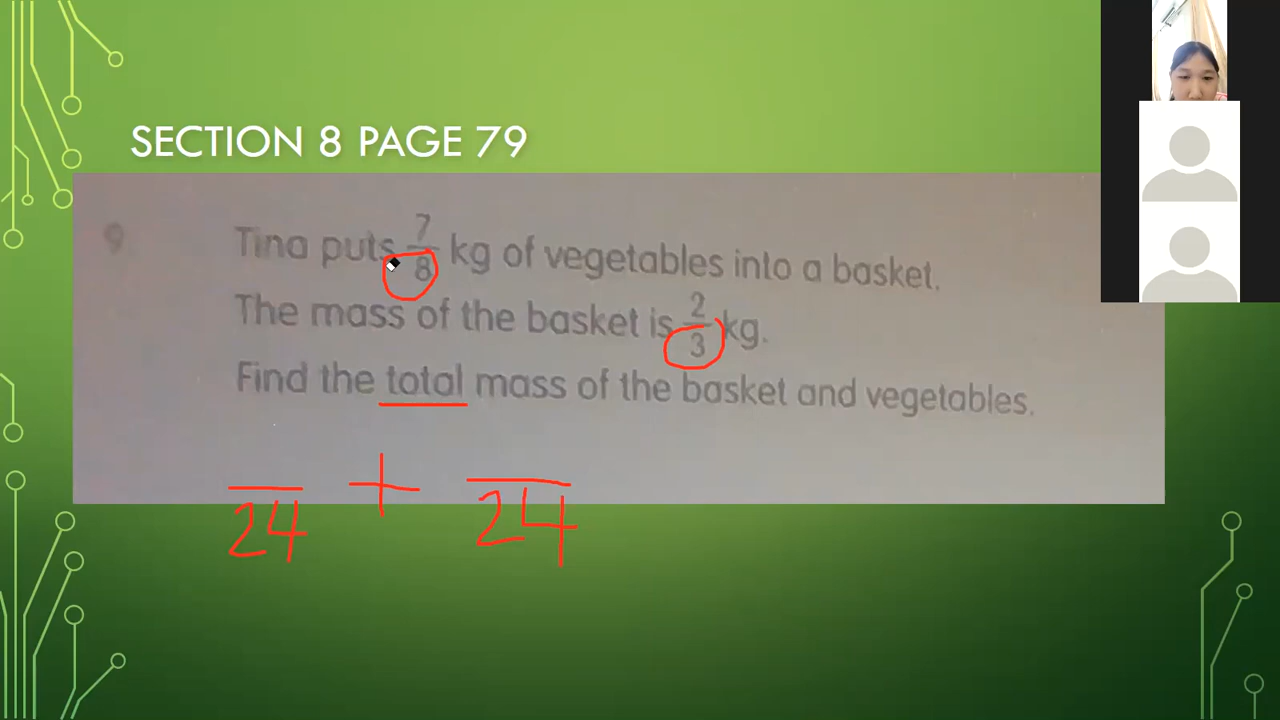 SECTION 8 PAGE 79
9 Tina puts 7/8 kg of vegetables into a basket.
The mass of the basket is 2/3 kg.
Find the total mass of the basket and vegetables.
/24 + /24